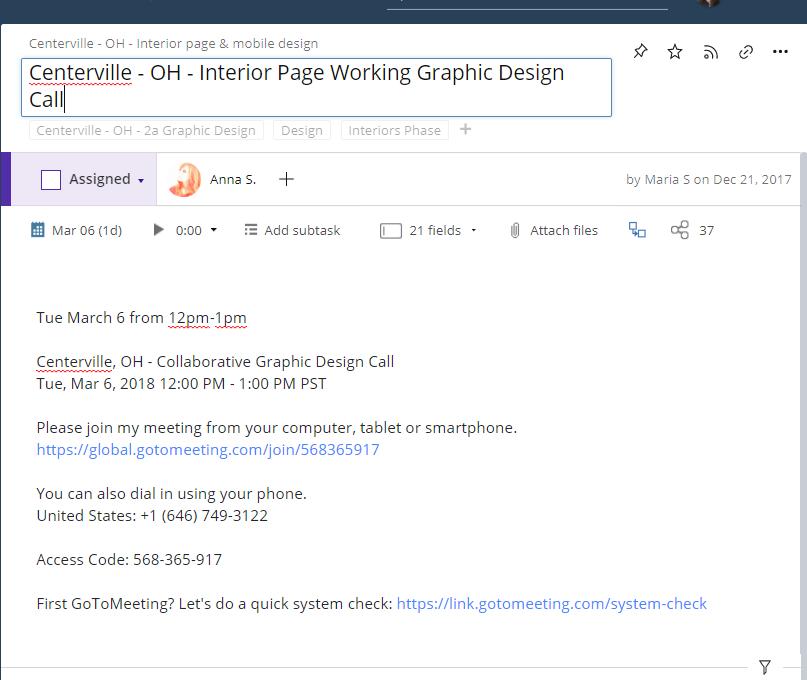 Centerville - OH - Interior page & mobile design
Centerville - OH - Interior Page Working Graphic Design
Call
Centerville - OH - 2a Graphic Design Design Interiors Phase +
Assigned Anna S. + by Maria S on Dec 21, 2017
Mar 06 (1d) 0:00 Add subtask 21 fields Attach files 37
Tue March 6 from 12pm-1pm
Centerville, OH - Collaborative Graphic Design Call
Tue, Mar 6, 2018 12:00 PM - 1:00 PM PST
Please join my meeting from your computer, tablet or smartphone.
https://global.gotomeeting.com/join/568365917
You can also dial in using your phone.
United States: +1 (646) 749-3122
Access Code: 568-365-917
First GoToMeeting? Let's do a quick system check: https://link.gotomeeting.com/system-check